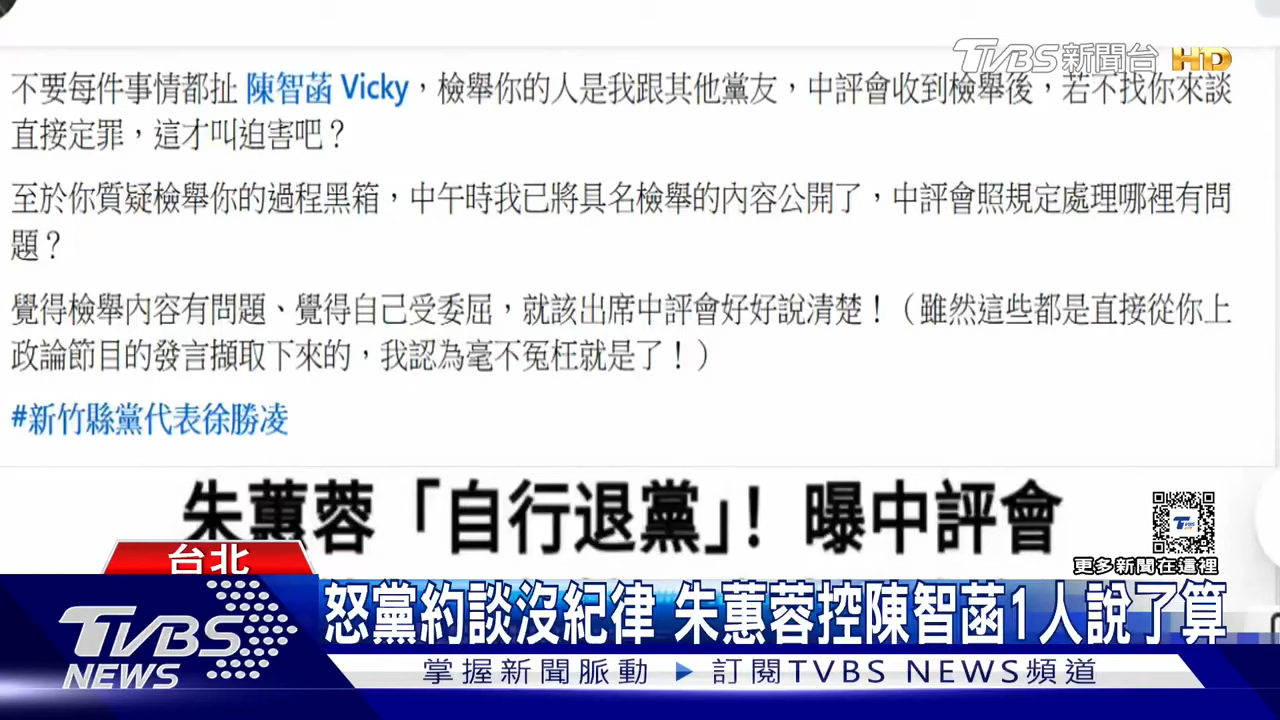 TVBS新聞台 HD
不要每件事情都扯 陳智菡 Vicky，檢舉你的人是我跟其他黨友，中評會收到檢舉後，若不找你來談
直接定罪，這才叫迫害吧？
至於你質疑檢舉你的過程黑箱，中午時我已將具名檢舉的內容公開了，中評會照規定處理哪裡有問
題？
覺得檢舉內容有問題、覺得自己受委屈，就該出席中評會好好說清楚！（雖然這些都是直接從你上
政論節目的發言擷取下來的，我認為毫不冤枉就是了！）
#新竹縣黨代表徐勝凌
朱蕙蓉「自行退黨」！曝中評會
TVBS
更多新聞在這裡
台北
怒黨約談沒紀律 朱蕙蓉控陳智菡1人說了算
TVBS
NEWS
掌握新聞脈動 ▶ 訂閱TVBS NEWS頻道